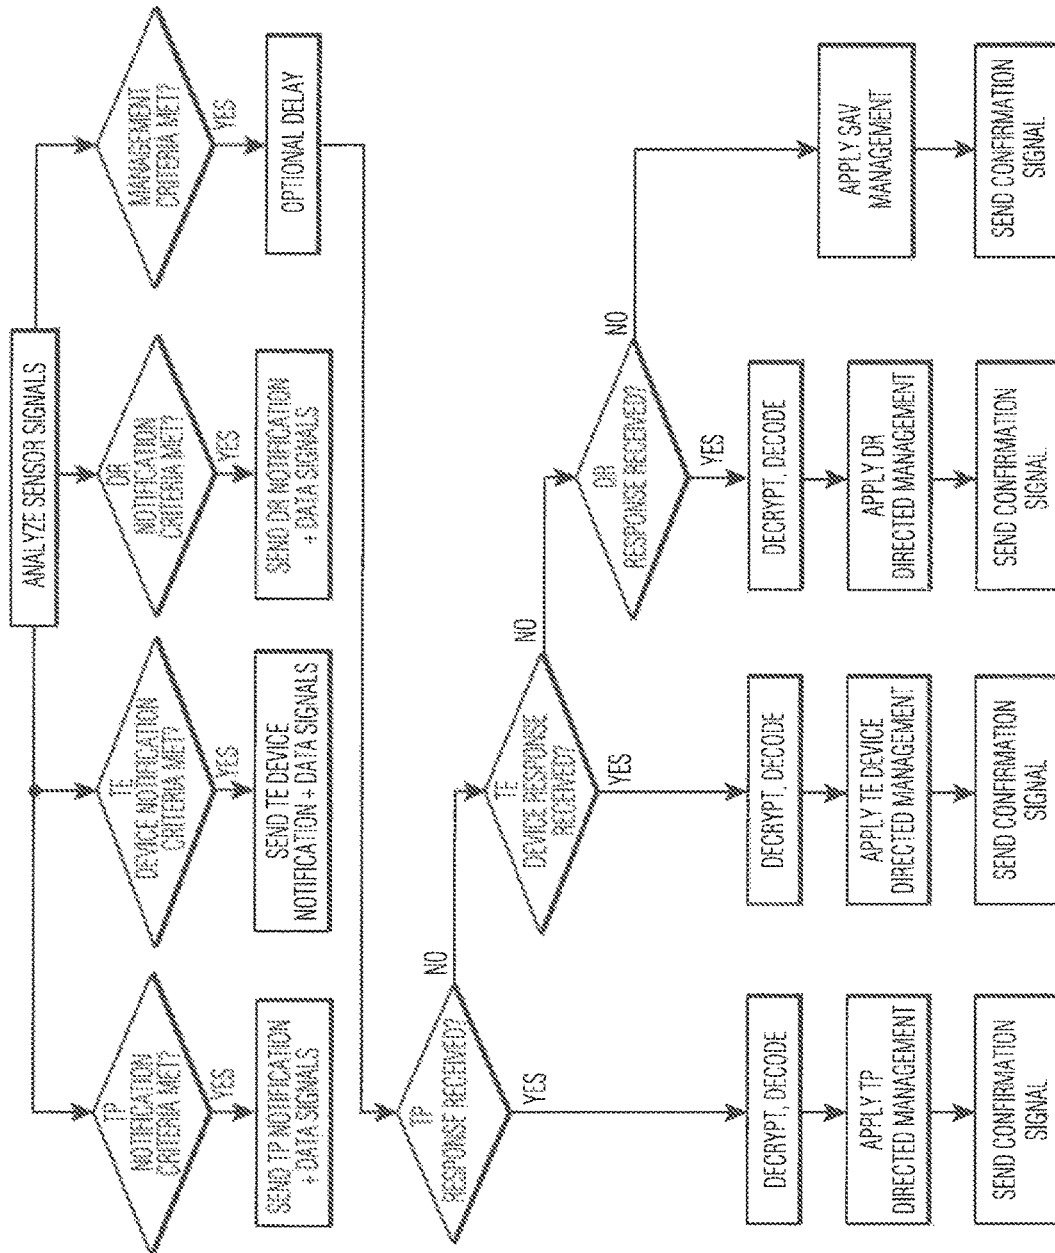 ANALYZE SENSOR SIGNALS
TP
NOTIFICATION
CRITERIA MET?
YES
SEND TP NOTIFICATION
+ DATA SIGNALS
TE
DEVICE NOTIFICATION
CRITERIA MET?
YES
SEND TE DEVICE
NOTIFICATION + DATA SIGNALS
DR
NOTIFICATION
CRITERIA MET?
YES
SEND DR NOTIFICATION
+ DATA SIGNALS
MANAGEMENT
CRITERIA MET?
YES
OPTIONAL DELAY
TP
RESPONSE RECEIVED?
NO
YES
DECRYPT, DECODE
APPLY TP
DIRECTED MANAGEMENT
SEND CONFIRMATION
SIGNAL
TE
DEVICE RESPONSE
RECEIVED?
NO
YES
DECRYPT, DECODE
APPLY TE DEVICE
DIRECTED MANAGEMENT
SEND CONFIRMATION
SIGNAL
DR
RESPONSE RECEIVED?
NO
YES
DECRYPT, DECODE
APPLY DR
DIRECTED MANAGEMENT
SEND CONFIRMATION
SIGNAL
APPLY SAV
MANAGEMENT
SEND CONFIRMATION
SIGNAL